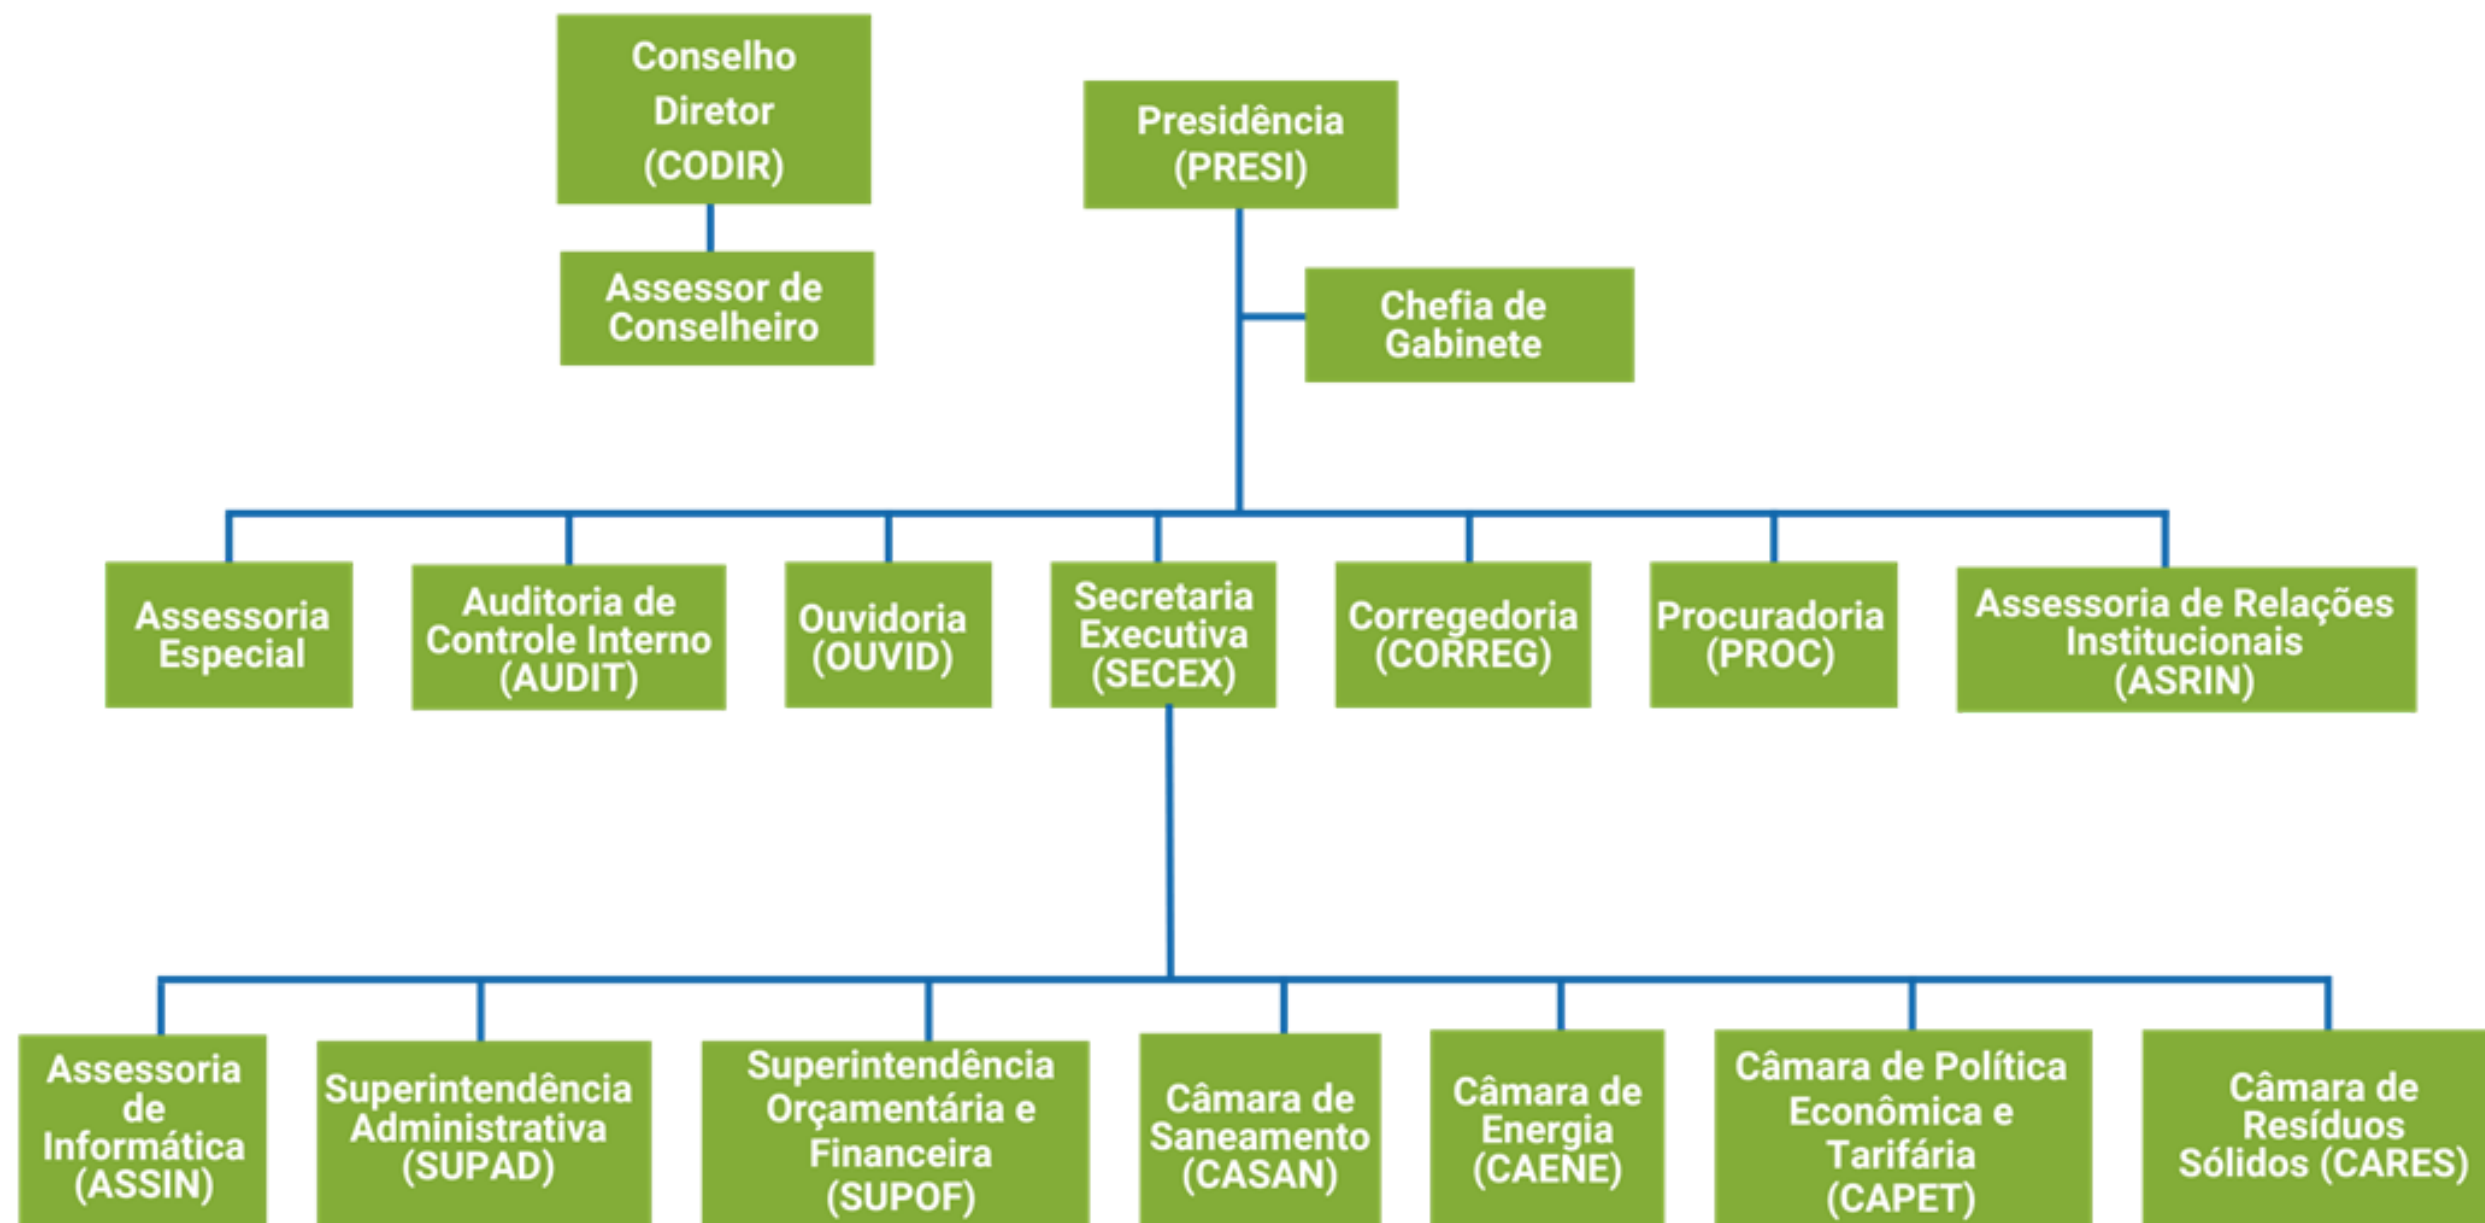 Conselho
Diretor
(CODIR)
Presidência
(PRESI)
Assessor de
Conselheiro
Chefia de
Gabinete
Assessoria
Especial
Auditoria de
Controle Interno
(AUDIT)
Ouvidoria
(OUVID)
Secretaria
Executiva
(SECEX)
Corregedoria
(CORREG)
Procuradoria
(PROC)
Assessoria de Relações
Institucionais
(ASRIN)
Assessoria
de
Informática
(ASSIN)
Superintendência
Administrativa
(SUPAD)
Superintendência
Orçamentária e
Financeira
(SUPOF)
Câmara de
Saneamento
(CASAN)
Câmara de
Energia
(CAENE)
Câmara de Política
Econômica e
Tarifária
(CAPET)
Câmara de
Resíduos
Sólidos (CARES)